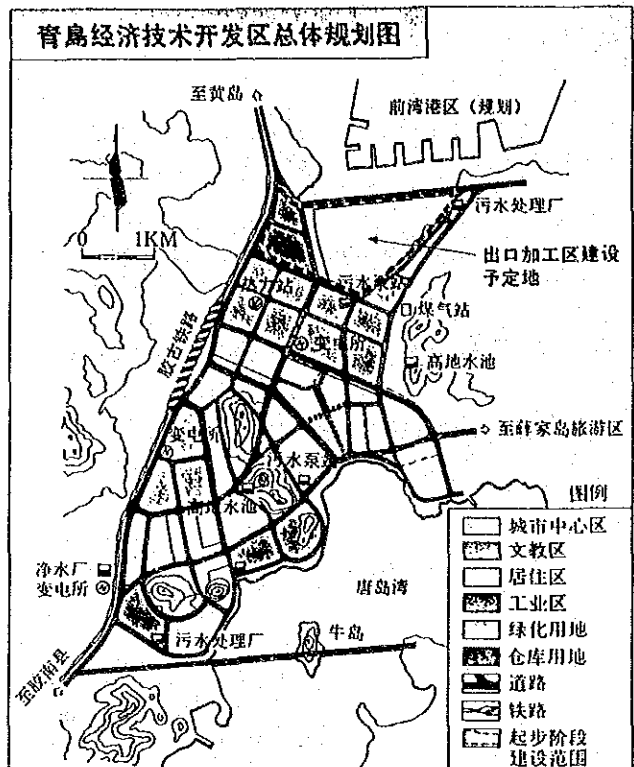 青島经济技术开发区总体规划图
至黄岛
前湾港区（规划）
污水处理厂
0 1KM
出口加工区建设
予定地
热力站
污水泵站
煤气站
变电所
高地水池
胶古铁路
至薛家岛旅游区
变电所
污水泵站
高地水池
净水厂
变电所
唐岛湾
牛岛
污水处理厂
至胶南县
图例
城市中心区
文教区
居住区
工业区
绿化用地
仓库用地
道路
铁路
起步阶段
建设范围